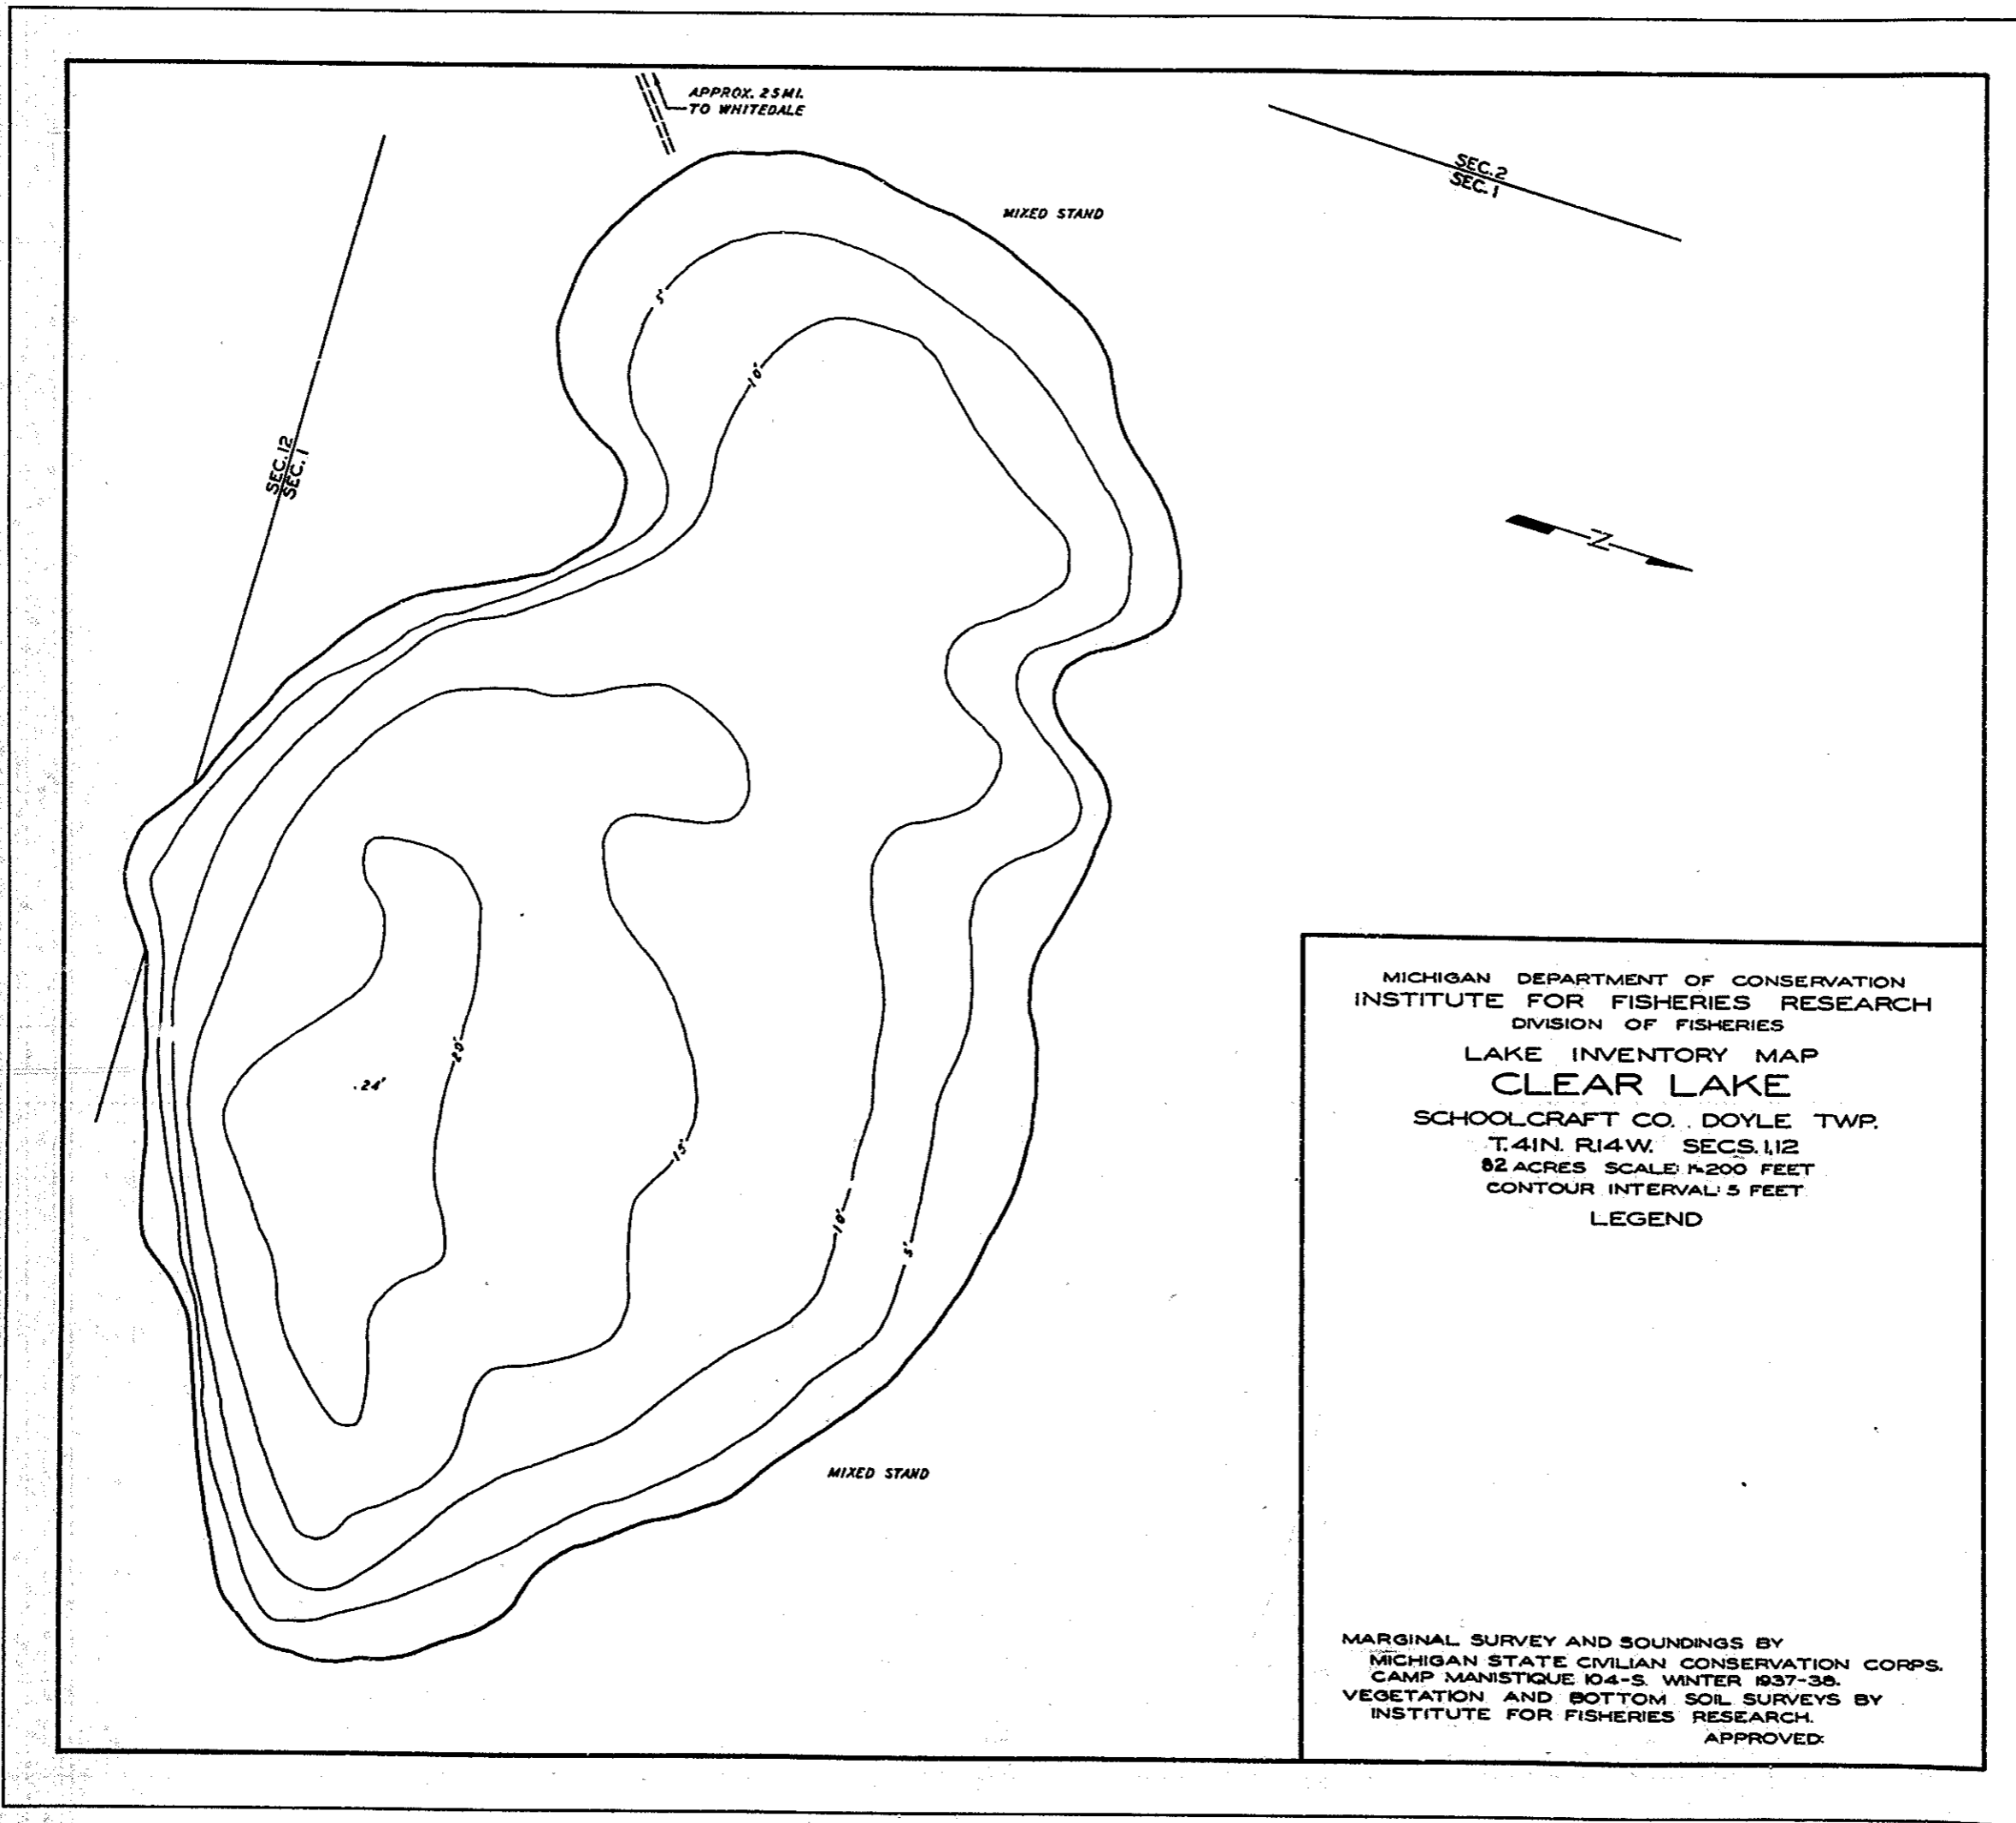 APPROX. 25 MI.
TO WHITEDALE
SEC. 2
SEC. 1
MIXED STAND
5'
10'
SEC. 12
SEC. 1
N
20'
.24'
15'
10'
5'
MIXED STAND
MICHIGAN DEPARTMENT OF CONSERVATION
INSTITUTE FOR FISHERIES RESEARCH
DIVISION OF FISHERIES
LAKE INVENTORY MAP
CLEAR LAKE
SCHOOLCRAFT CO. DOYLE TWP.
T.41N. R.14W. SECS. 1,12
82 ACRES SCALE: 1"=200 FEET
CONTOUR INTERVAL: 5 FEET
LEGEND
MARGINAL SURVEY AND SOUNDINGS BY
MICHIGAN STATE CIVILIAN CONSERVATION CORPS.
CAMP MANISTIQUE 104-S. WINTER 1937-38.
VEGETATION AND BOTTOM SOIL SURVEYS BY
INSTITUTE FOR FISHERIES RESEARCH.
APPROVED: